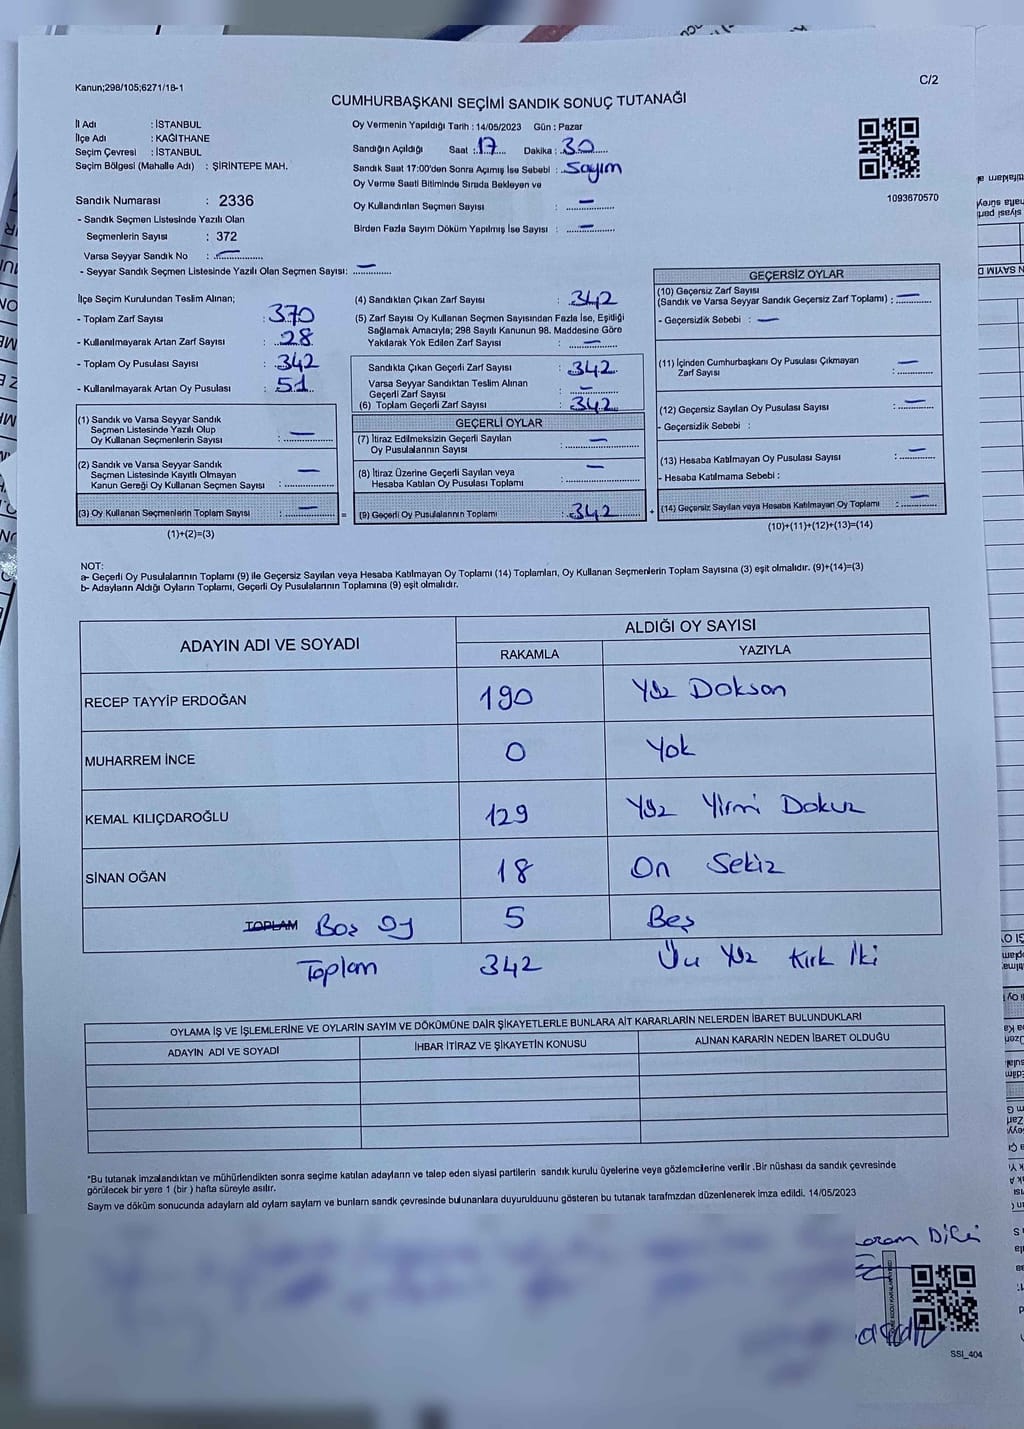 Kanun;298/105;6271/18-1
C/2
CUMHURBAŞKANI SEÇİMİ SANDIK SONUÇ TUTANAĞI
İl Adı : İSTANBUL
İlçe Adı : KAĞITHANE
Seçim Çevresi : İSTANBUL
Seçim Bölgesi (Mahalle Adı) : ŞİRİNTEPE MAH.
Sandık Numarası : 2336
- Sandık Seçmen Listesinde Yazılı Olan
Seçmenlerin Sayısı : 372
Varsa Seyyar Sandık No : —
- Seyyar Sandık Seçmen Listesinde Yazılı Olan Seçmen Sayısı: —
Oy Vermenin Yapıldığı Tarih : 14/05/2023 Gün : Pazar
Sandığın Açıldığı Saat : 17 Dakika : 30
Sandık Saat 17:00'den Sonra Açımış İse Sebebi : Sayım
Oy Verme Saati Bitiminde Sırada Bekleyen ve
Oy Kullandırılan Seçmen Sayısı : —
Birden Fazla Sayım Döküm Yapılmış İse Sayısı : —
1093670570
İlçe Seçim Kurulundan Teslim Alınan;
- Toplam Zarf Sayısı : 370
- Kullanılmayarak Artan Zarf Sayısı : 28
- Toplam Oy Pusulası Sayısı : 342
- Kullanılmayarak Artan Oy Pusulası : 51
(1) Sandık ve Varsa Seyyar Sandık
Seçmen Listesinde Yazılı Olup
Oy Kullanan Seçmenlerin Sayısı : —
(2) Sandık ve Varsa Seyyar Sandık
Seçmen Listesinde Kayıtlı Olmayan
Kanun Gereği Oy Kullanan Seçmen Sayısı : —
(3) Oy Kullanan Seçmenlerin Toplam Sayısı : —
(1)+(2)=(3)
(4) Sandıktan Çıkan Zarf Sayısı : 342
(5) Zarf Sayısı Oy Kullanan Seçmen Sayısından Fazla İse, Eşitliği
Sağlamak Amacıyla; 298 Sayılı Kanunun 98. Maddesine Göre
Yakılarak Yok Edilen Zarf Sayısı : —
Sandıkta Çıkan Geçerli Zarf Sayısı : 342
Varsa Seyyar Sandıktan Teslim Alınan
Geçerli Zarf Sayısı : —
(6) Toplam Geçerli Zarf Sayısı : 342
GEÇERLİ OYLAR
(7) İtiraz Edilmeksizin Geçerli Sayılan
Oy Pusulasının Sayısı : —
(8) İtiraz Üzerine Geçerli Sayılan veya
Hesaba Katılan Oy Pusulası Toplamı : —
= (9) Geçerli Oy Pusulalarının Toplamı : 342 +
GEÇERSİZ OYLAR
(10) Geçersiz Zarf Sayısı
(Sandık ve Varsa Seyyar Sandık Geçersiz Zarf Toplamı) : —
- Geçersizlik Sebebi : —
(11) İçinden Cumhurbaşkanı Oy Pusulası Çıkmayan
Zarf Sayısı : —
(12) Geçersiz Sayılan Oy Pusulası Sayısı : —
- Geçersizlik Sebebi :
(13) Hesaba Katılmayan Oy Pusulası Sayısı : —
- Hesaba Katılmama Sebebi :
(14) Geçersiz Sayılan veya Hesaba Katılmayan Oy Toplamı : —
(10)+(11)+(12)+(13)=(14)
NOT:
a- Geçerli Oy Pusulalarının Toplamı (9) ile Geçersiz Sayılan veya Hesaba Katılmayan Oy Toplamı (14) Toplamları, Oy Kullanan Seçmenlerin Toplam Sayısına (3) eşit olmalıdır. (9)+(14)=(3)
b- Adayların Aldığı Oyların Toplamı, Geçerli Oy Pusulalarının Toplamına (9) eşit olmalıdır.
ADAYIN ADI VE SOYADI
ALDIĞI OY SAYISI
RAKAMLA YAZIYLA
RECEP TAYYİP ERDOĞAN 190 Yüz Doksan
MUHARREM İNCE 0 Yok
KEMAL KILIÇDAROĞLU 129 Yüz Yirmi Dokuz
SİNAN OĞAN 18 On Sekiz
TOPLAM Boş Oy 5 Beş
Toplam 342 Üç Yüz Kırk İki
OYLAMA İŞ VE İŞLEMLERİNE VE OYLARIN SAYIM VE DÖKÜMÜNE DAİR ŞİKAYETLERLE BUNLARA AİT KARARLARIN NELERDEN İBARET BULUNDUKLARI
ADAYIN ADI VE SOYADI İHBAR İTİRAZ VE ŞİKAYETİN KONUSU ALINAN KARARIN NEDEN İBARET OLDUĞU
*Bu tutanak imzalandıktan ve mühürlendikten sonra seçime katılan adayların ve talep eden siyasi partilerin sandık kurulu üyelerine veya gözlemcilerine verilir .Bir nüshası da sandık çevresinde
görülecek bir yere 1 (bir ) hafta süreyle asılır.
Saym ve döküm sonucunda adayların ald oyların saylarn ve bunların sandk çevresinde bulunanlara duyurulduunu gösteren bu tutanak tarafmzdan düzenlenerek imza edildi. 14/05/2023
SSI_404